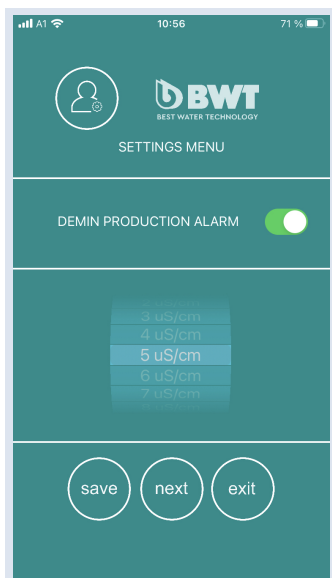 A1 10:56 71 %
BWT
BEST WATER TECHNOLOGY
SETTINGS MENU
DEMIN PRODUCTION ALARM
3 uS/cm
4 uS/cm
5 uS/cm
6 uS/cm
7 uS/cm
save next exit